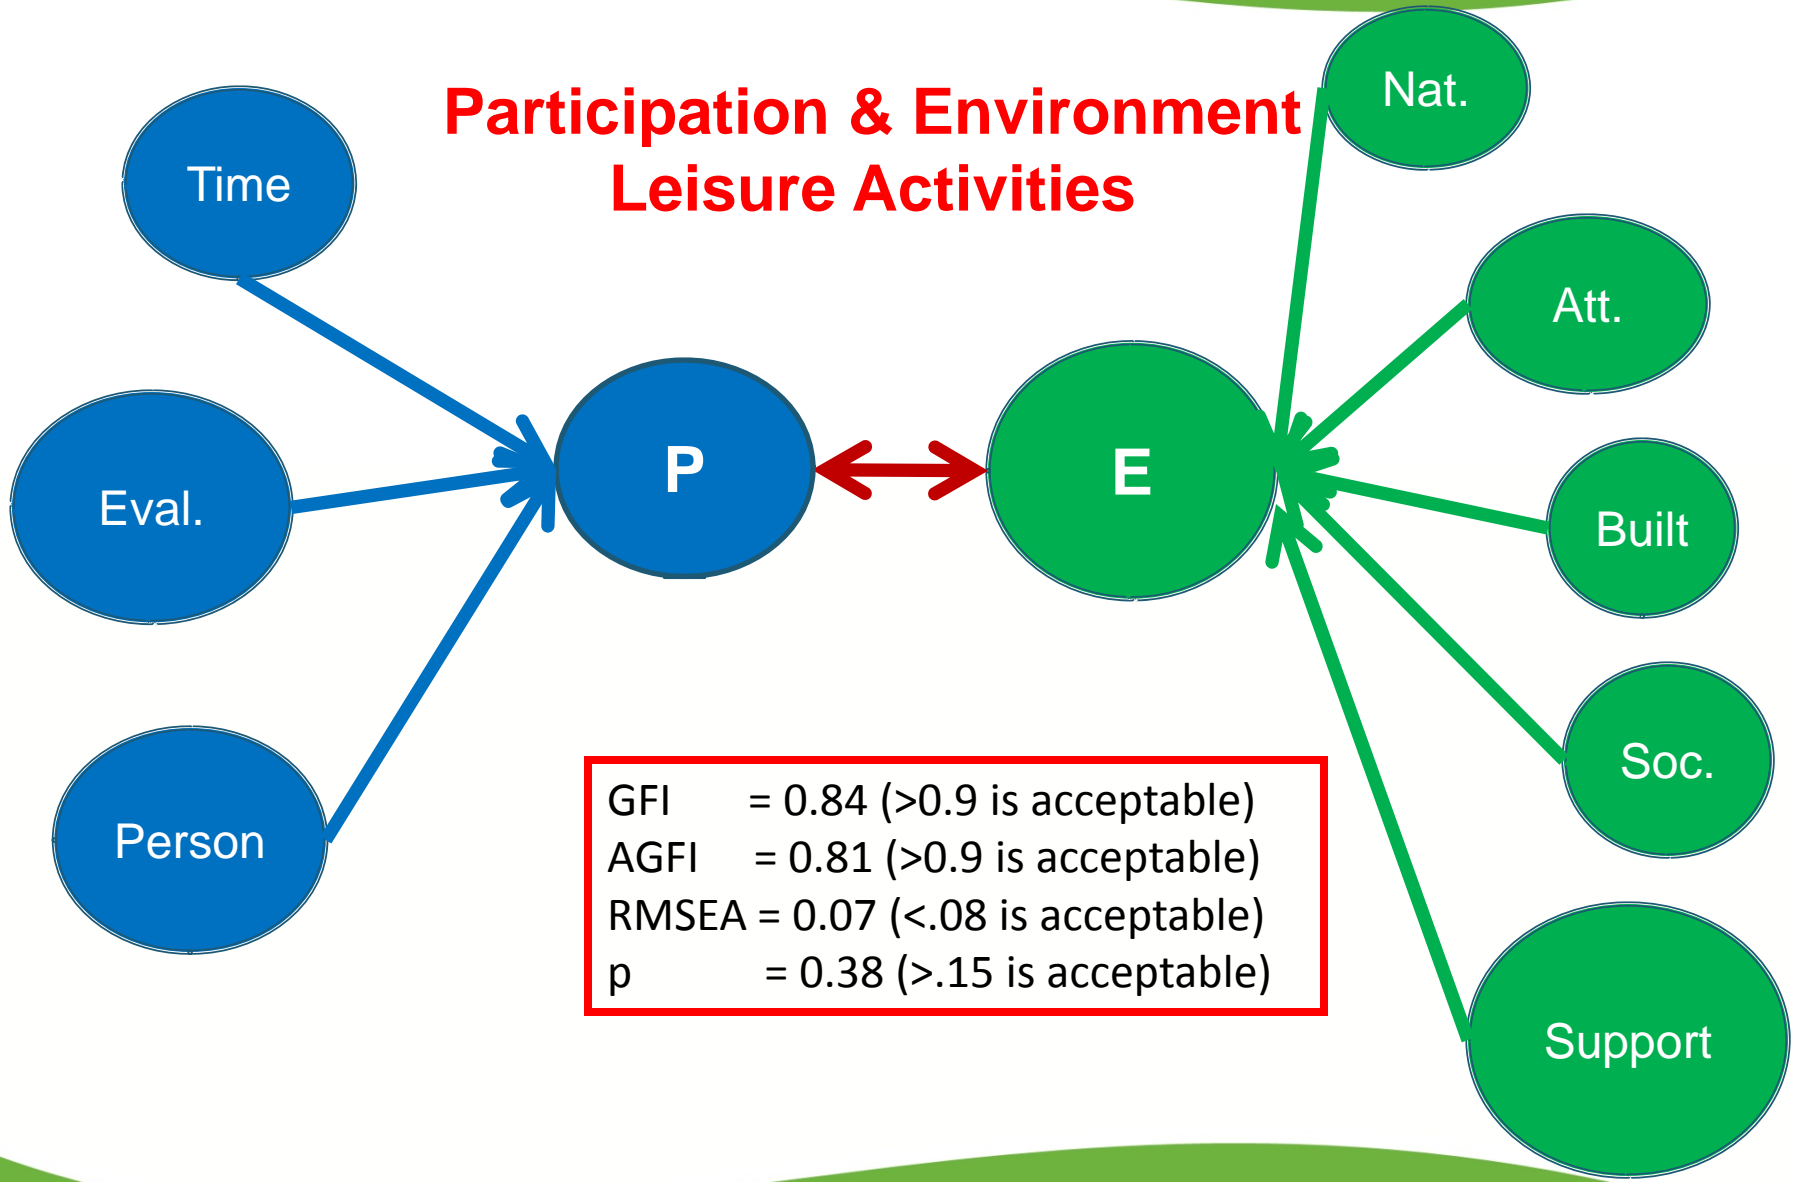 Participation & Environment
Leisure Activities
Time
Eval.
Person
P
E
Nat.
Att.
Built
Soc.
Support
GFI = 0.84 (>0.9 is acceptable)
AGFI = 0.81 (>0.9 is acceptable)
RMSEA = 0.07 (<.08 is acceptable)
p = 0.38 (>.15 is acceptable)